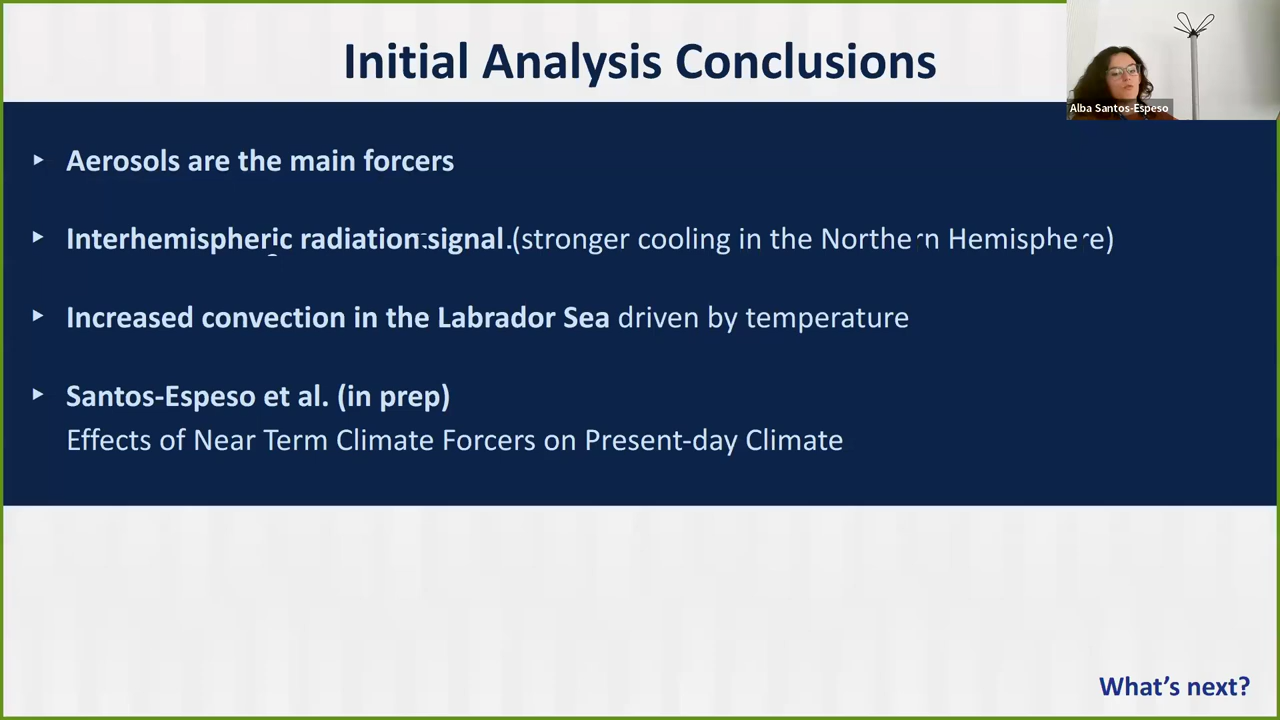 Initial Analysis Conclusions
Alba Santos-Espeso
Aerosols are the main forcers
Interhemispheric radiation signal (stronger cooling in the Northern Hemisphere)
Increased convection in the Labrador Sea driven by temperature
Santos-Espeso et al. (in prep)
Effects of Near Term Climate Forcers on Present-day Climate
What's next?